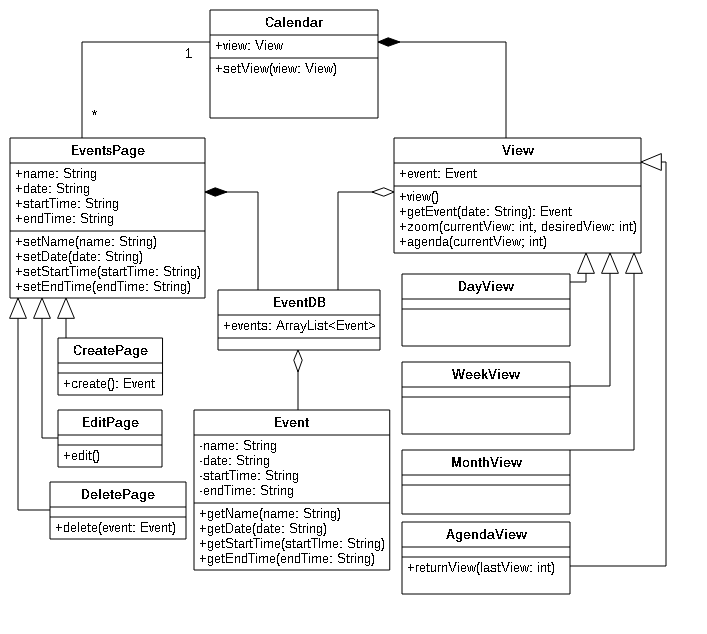 Calendar
+view: View
+setView(view: View)
1
*
EventsPage
+name: String
+date: String
+startTime: String
+endTime: String
+setName(name: String)
+setDate(date: String)
+setStartTime(startTime: String)
+setEndTime(endTime: String)
View
+event: Event
+view()
+getEvent(date: String): Event
+zoom(currentView: int, desiredView: int)
+agenda(currentView; int)
EventDB
+events: ArrayList<Event>
CreatePage
+create(): Event
EditPage
+edit()
DeletePage
+delete(event: Event)
Event
-name: String
-date: String
-startTime: String
-endTime: String
+getName(name: String)
+getDate(date: String)
+getStartTime(startTIme: String)
+getEndTime(endTime: String)
DayView
WeekView
MonthView
AgendaView
+returnView(lastView: int)